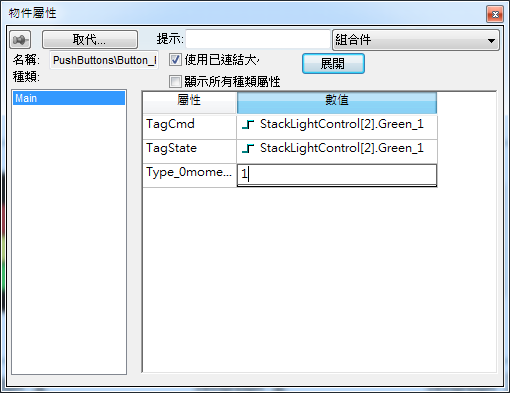 物件屬性
取代...
提示:
組合件
名稱:
PushButtons\Button_I
使用已連結大,
展開
種類:
顯示所有種類屬性
Main
屬性
數值
TagCmd
StackLightControl[2].Green_1
TagState
StackLightControl[2].Green_1
Type_0mome...
1